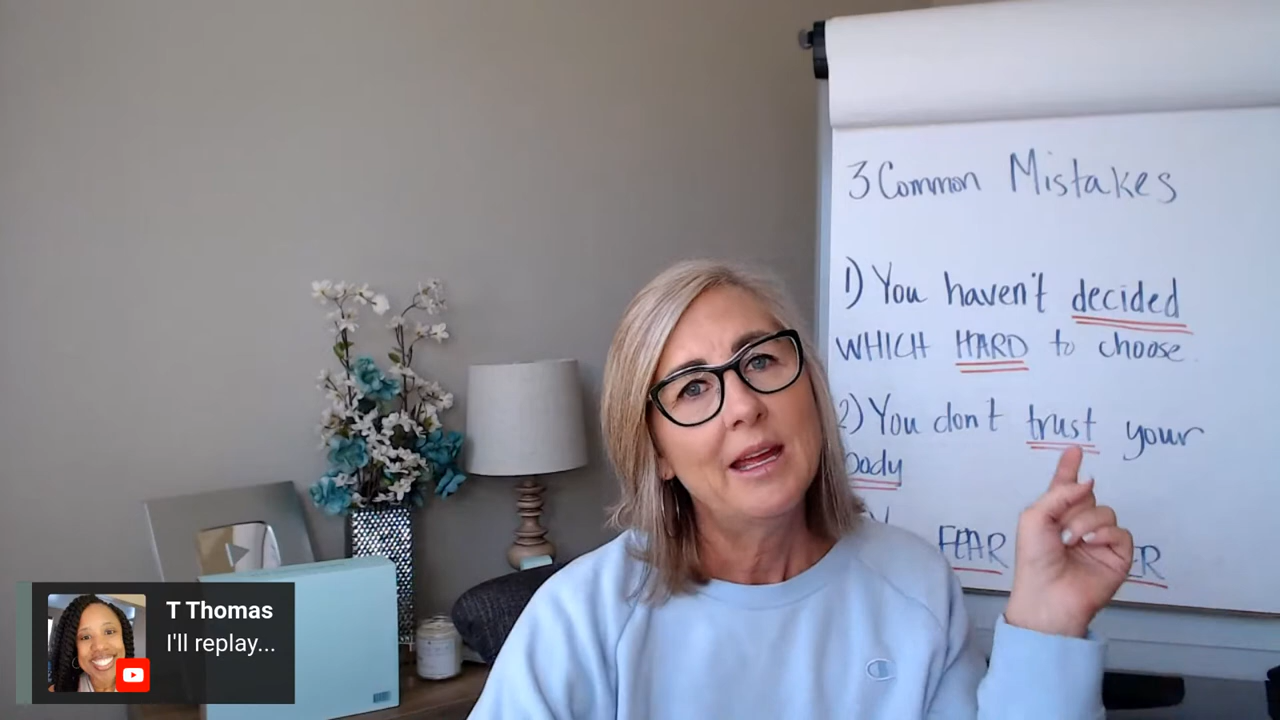 3 Common Mistakes
1) You haven't decided
WHICH HARD to choose.
2) You don't trust your
body
FEAR
T Thomas
I'll replay...